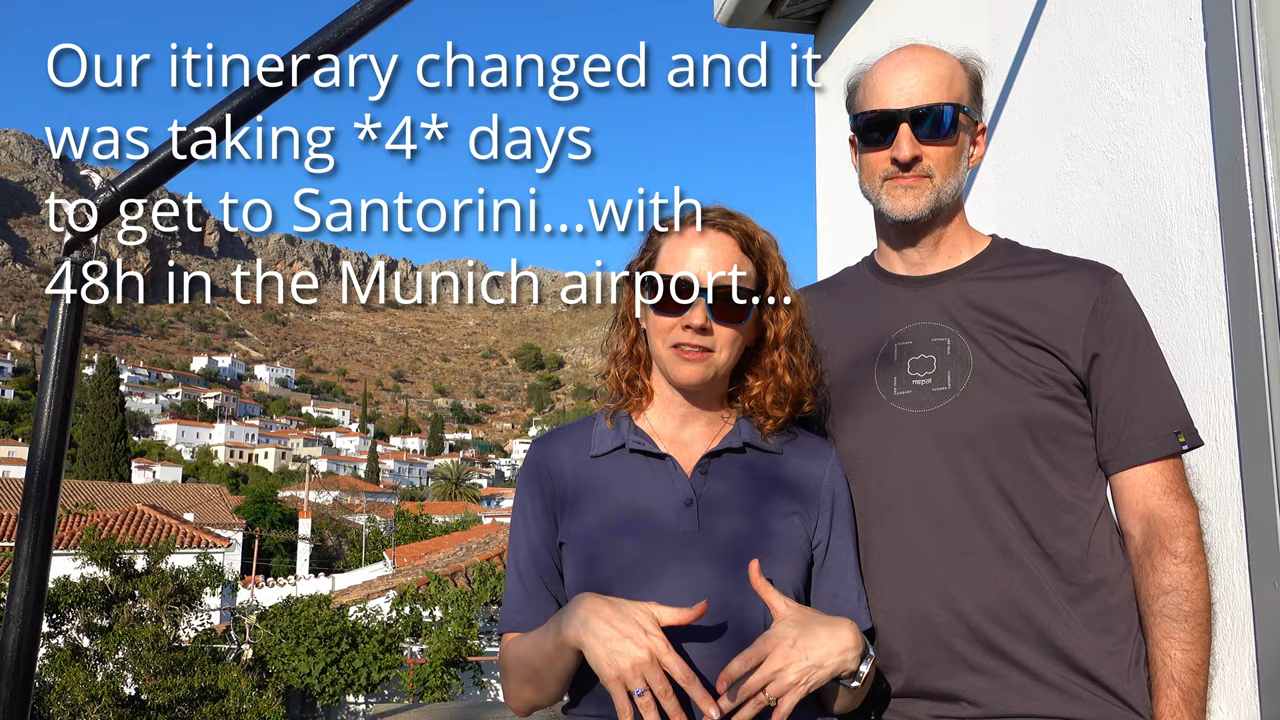 Our itinerary changed and it
was taking *4* days
to get to Santorini...with
48h in the Munich airport...
nepal